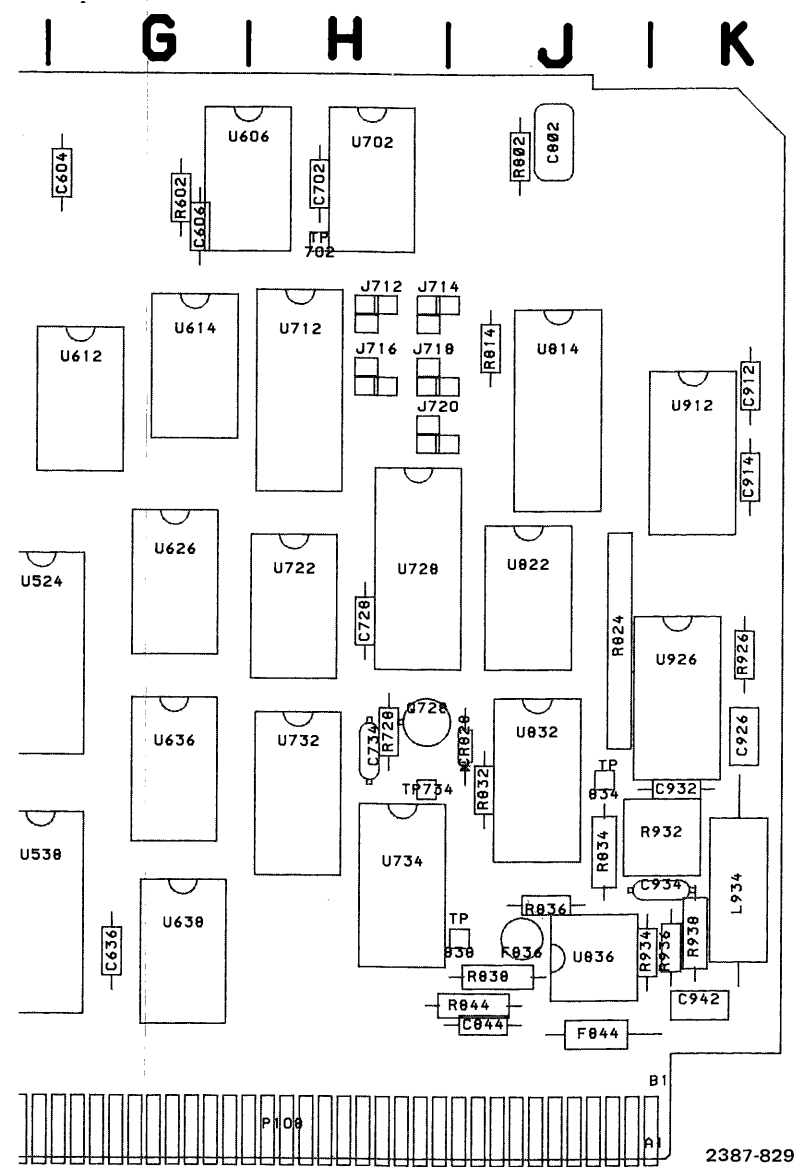 G H J K
U606
U702
R802
C802
C604
R602
C702
C606
TP
702
J712 J714
U614
U712
U612
J716 J718
R814
U814
C912
J720
U912
C914
U626
U524
U722
U728
U822
C728
R824
U926
R926
Q728
U636
U732
C734
R728
CR828
U832
C926
TP
834
TP734
R832
C932
U538
U734
R834
R932
C934
L934
U638
TP
838
R836
F836
C636
U836
R934
R936
R938
R838
R844
C844
C942
F844
B1
P108
A1
2387-829